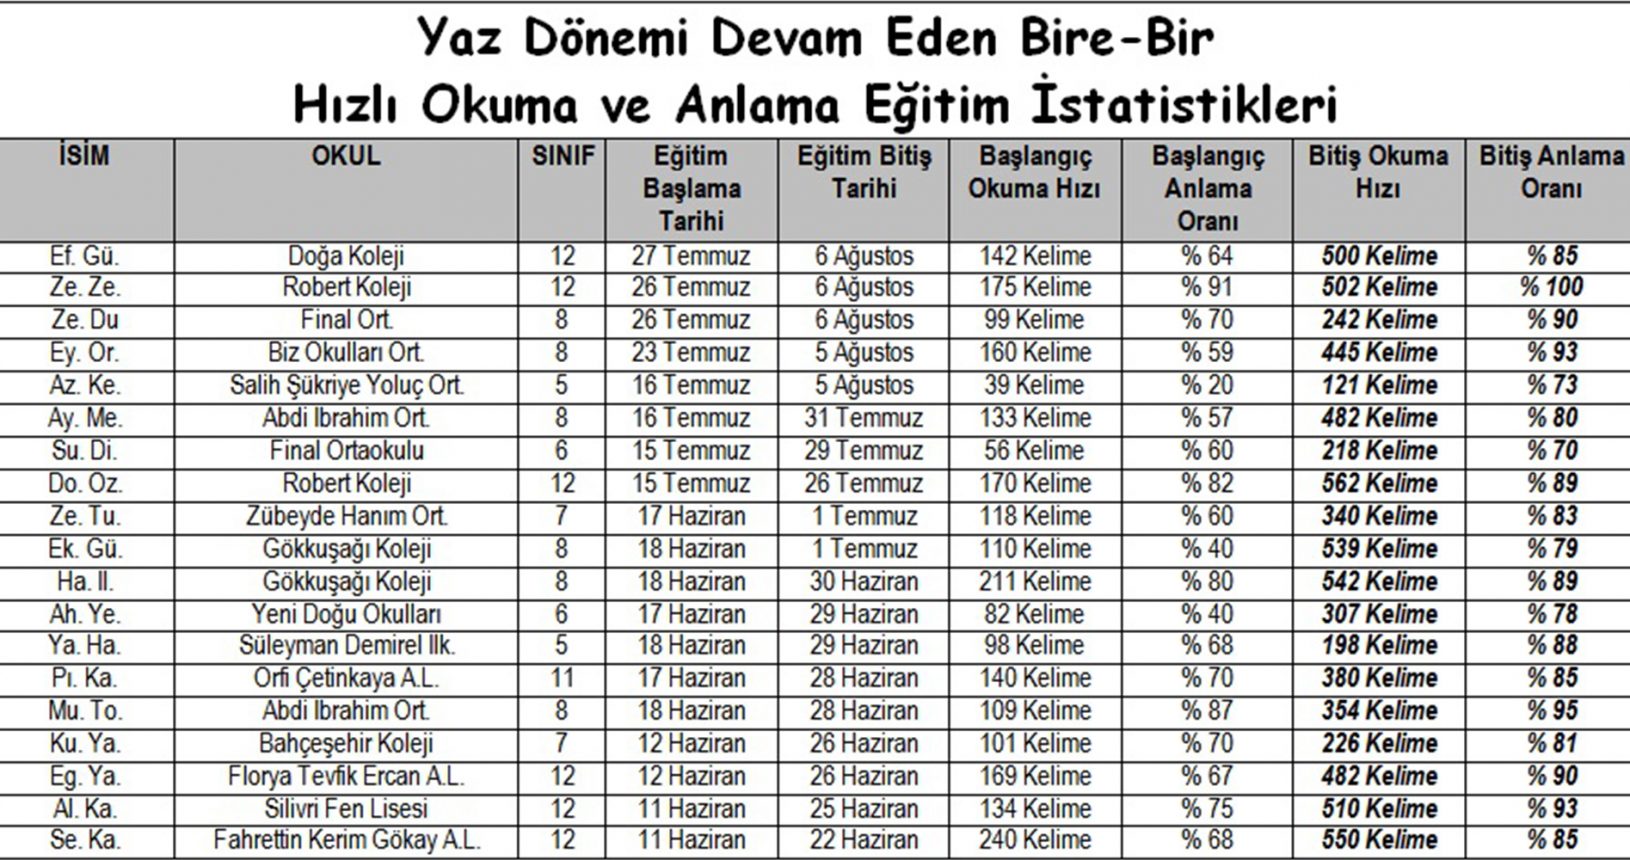 Yaz Dönemi Devam Eden Bire-Bir
Hızlı Okuma ve Anlama Eğitim İstatistikleri
İSİM OKUL SINIF Eğitim Başlama Tarihi Eğitim Bitiş Tarihi Başlangıç Okuma Hızı Başlangıç Anlama Oranı Bitiş Okuma Hızı Bitiş Anlama Oranı
Ef. Gü. Doğa Koleji 12 27 Temmuz 6 Ağustos 142 Kelime % 64 500 Kelime % 85
Ze. Ze. Robert Koleji 12 26 Temmuz 6 Ağustos 175 Kelime % 91 502 Kelime % 100
Ze. Du Final Ort. 8 26 Temmuz 6 Ağustos 99 Kelime % 70 242 Kelime % 90
Ey. Or. Biz Okulları Ort. 8 23 Temmuz 5 Ağustos 160 Kelime % 59 445 Kelime % 93
Az. Ke. Salih Şükriye Yoluç Ort. 5 16 Temmuz 5 Ağustos 39 Kelime % 20 121 Kelime % 73
Ay. Me. Abdi Ibrahim Ort. 8 16 Temmuz 31 Temmuz 133 Kelime % 57 482 Kelime % 80
Su. Di. Final Ortaokulu 6 15 Temmuz 29 Temmuz 56 Kelime % 60 218 Kelime % 70
Do. Oz. Robert Koleji 12 15 Temmuz 26 Temmuz 170 Kelime % 82 562 Kelime % 89
Ze. Tu. Zübeyde Hanım Ort. 7 17 Haziran 1 Temmuz 118 Kelime % 60 340 Kelime % 83
Ek. Gü. Gökkuşağı Koleji 8 18 Haziran 1 Temmuz 110 Kelime % 40 539 Kelime % 79
Ha. Il. Gökkuşağı Koleji 8 18 Haziran 30 Haziran 211 Kelime % 80 542 Kelime % 89
Ah. Ye. Yeni Doğu Okulları 6 17 Haziran 29 Haziran 82 Kelime % 40 307 Kelime % 78
Ya. Ha. Süleyman Demirel Ilk. 5 18 Haziran 29 Haziran 98 Kelime % 68 198 Kelime % 88
Pı. Ka. Orfi Çetinkaya A.L. 11 17 Haziran 28 Haziran 140 Kelime % 70 380 Kelime % 85
Mu. To. Abdi Ibrahim Ort. 8 18 Haziran 28 Haziran 109 Kelime % 87 354 Kelime % 95
Ku. Ya. Bahçeşehir Koleji 7 12 Haziran 26 Haziran 101 Kelime % 70 226 Kelime % 81
Eg. Ya. Florya Tevfik Ercan A.L. 12 12 Haziran 26 Haziran 169 Kelime % 67 482 Kelime % 90
Al. Ka. Silivri Fen Lisesi 12 11 Haziran 25 Haziran 134 Kelime % 75 510 Kelime % 93
Se. Ka. Fahrettin Kerim Gökay A.L. 12 11 Haziran 22 Haziran 240 Kelime % 68 550 Kelime % 85